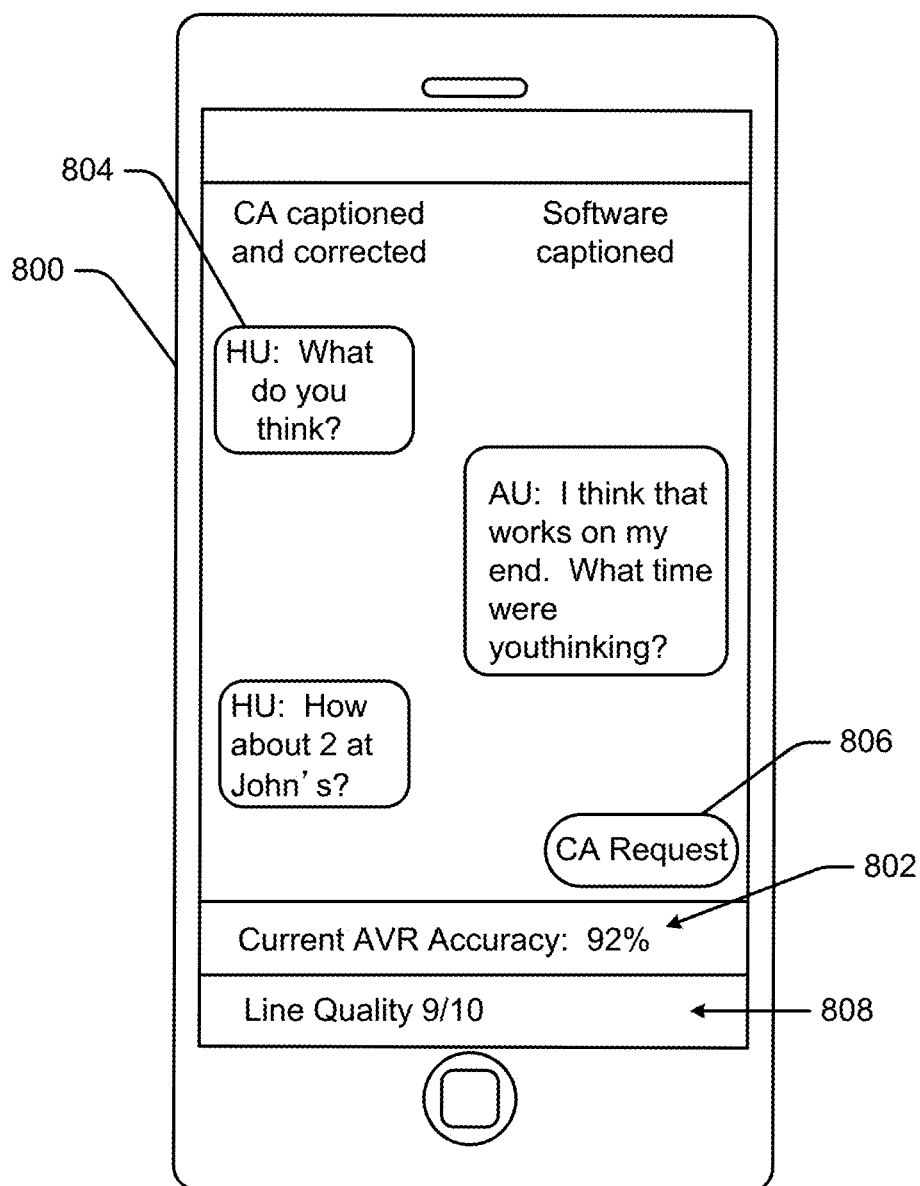 804
CA captioned
and corrected
Software
captioned
800
HU: What
do you
think?
AU: I think that
works on my
end. What time
were
youthinking?
HU: How
about 2 at
John's?
806
CA Request
802
Current AVR Accuracy: 92%
Line Quality 9/10
808